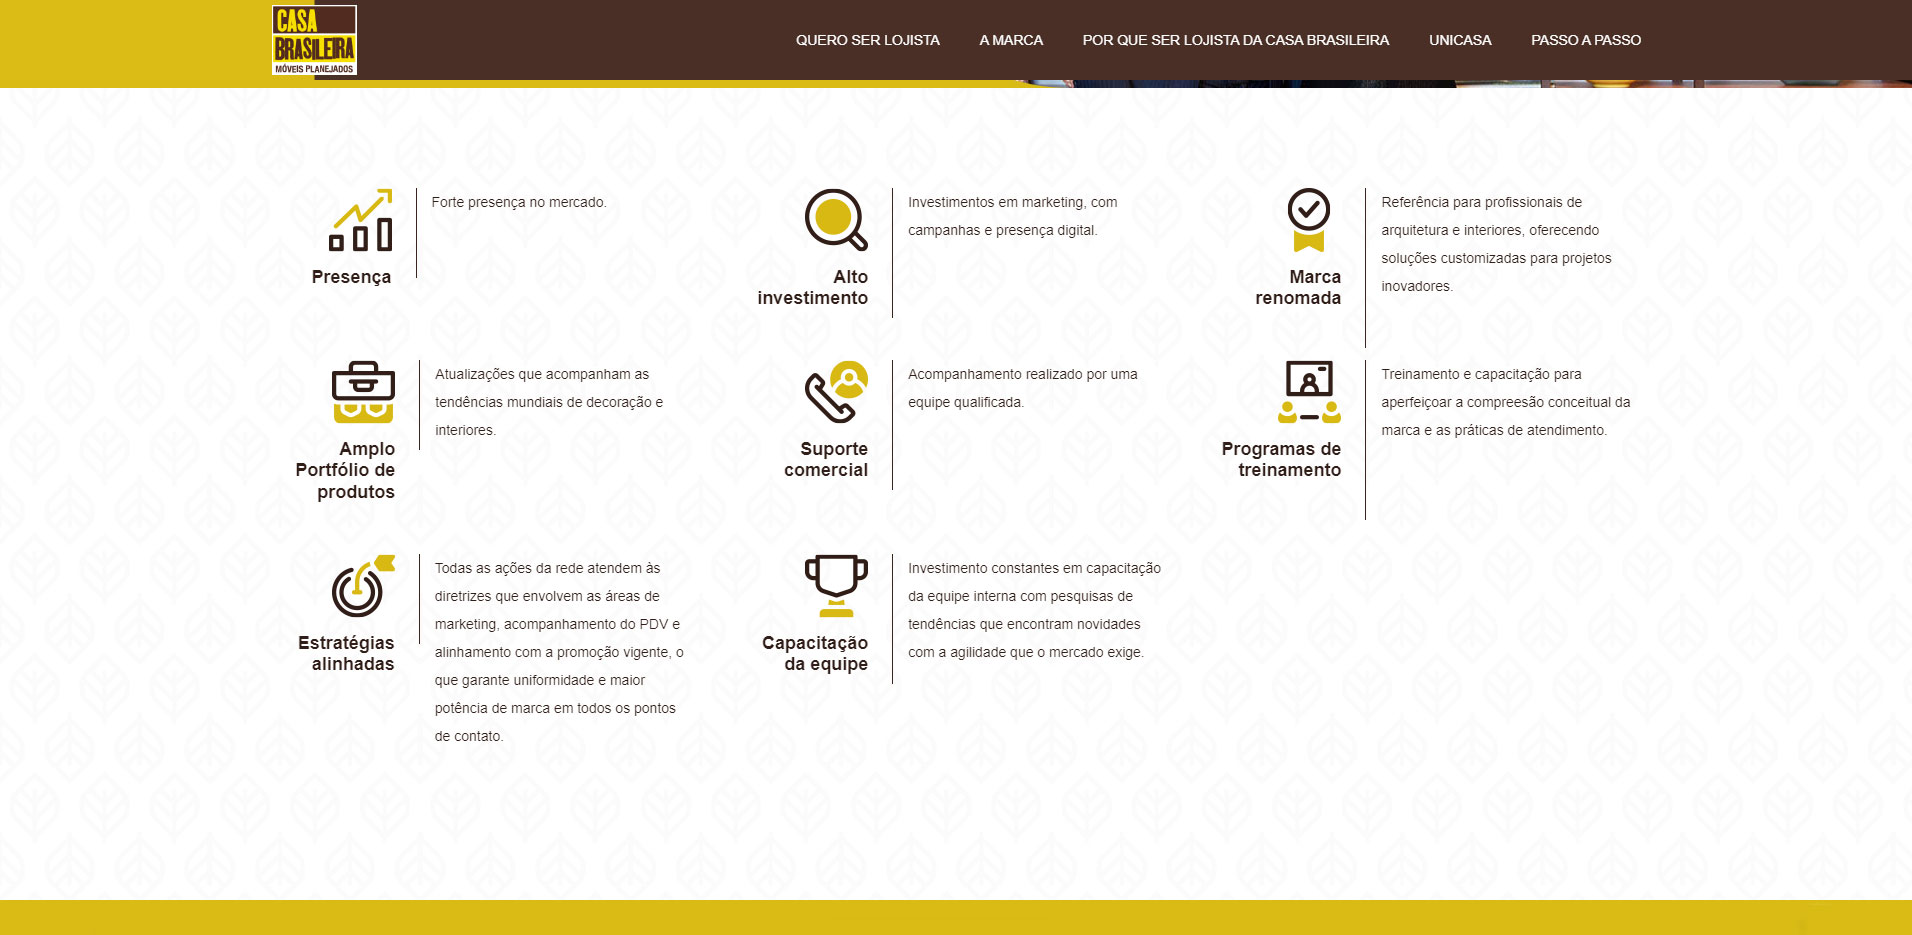 CASA
BRASILEIRA
MÓVEIS PLANEJADOS
QUERO SER LOJISTA
A MARCA
POR QUE SER LOJISTA DA CASA BRASILEIRA
UNICASA
PASSO A PASSO
Presença
Forte presença no mercado.
Alto
investimento
Investimentos em marketing, com
campanhas e presença digital.
Marca
renomada
Referência para profissionais de
arquitetura e interiores, oferecendo
soluções customizadas para projetos
inovadores.
Amplo
Portfólio de
produtos
Atualizações que acompanham as
tendências mundiais de decoração e
interiores.
Suporte
comercial
Acompanhamento realizado por uma
equipe qualificada.
Programas de
treinamento
Treinamento e capacitação para
aperfeiçoar a compreesão conceitual da
marca e as práticas de atendimento.
Estratégias
alinhadas
Todas as ações da rede atendem às
diretrizes que envolvem as áreas de
marketing, acompanhamento do PDV e
alinhamento com a promoção vigente, o
que garante uniformidade e maior
potência de marca em todos os pontos
de contato.
Capacitação
da equipe
Investimento constantes em capacitação
da equipe interna com pesquisas de
tendências que encontram novidades
com a agilidade que o mercado exige.